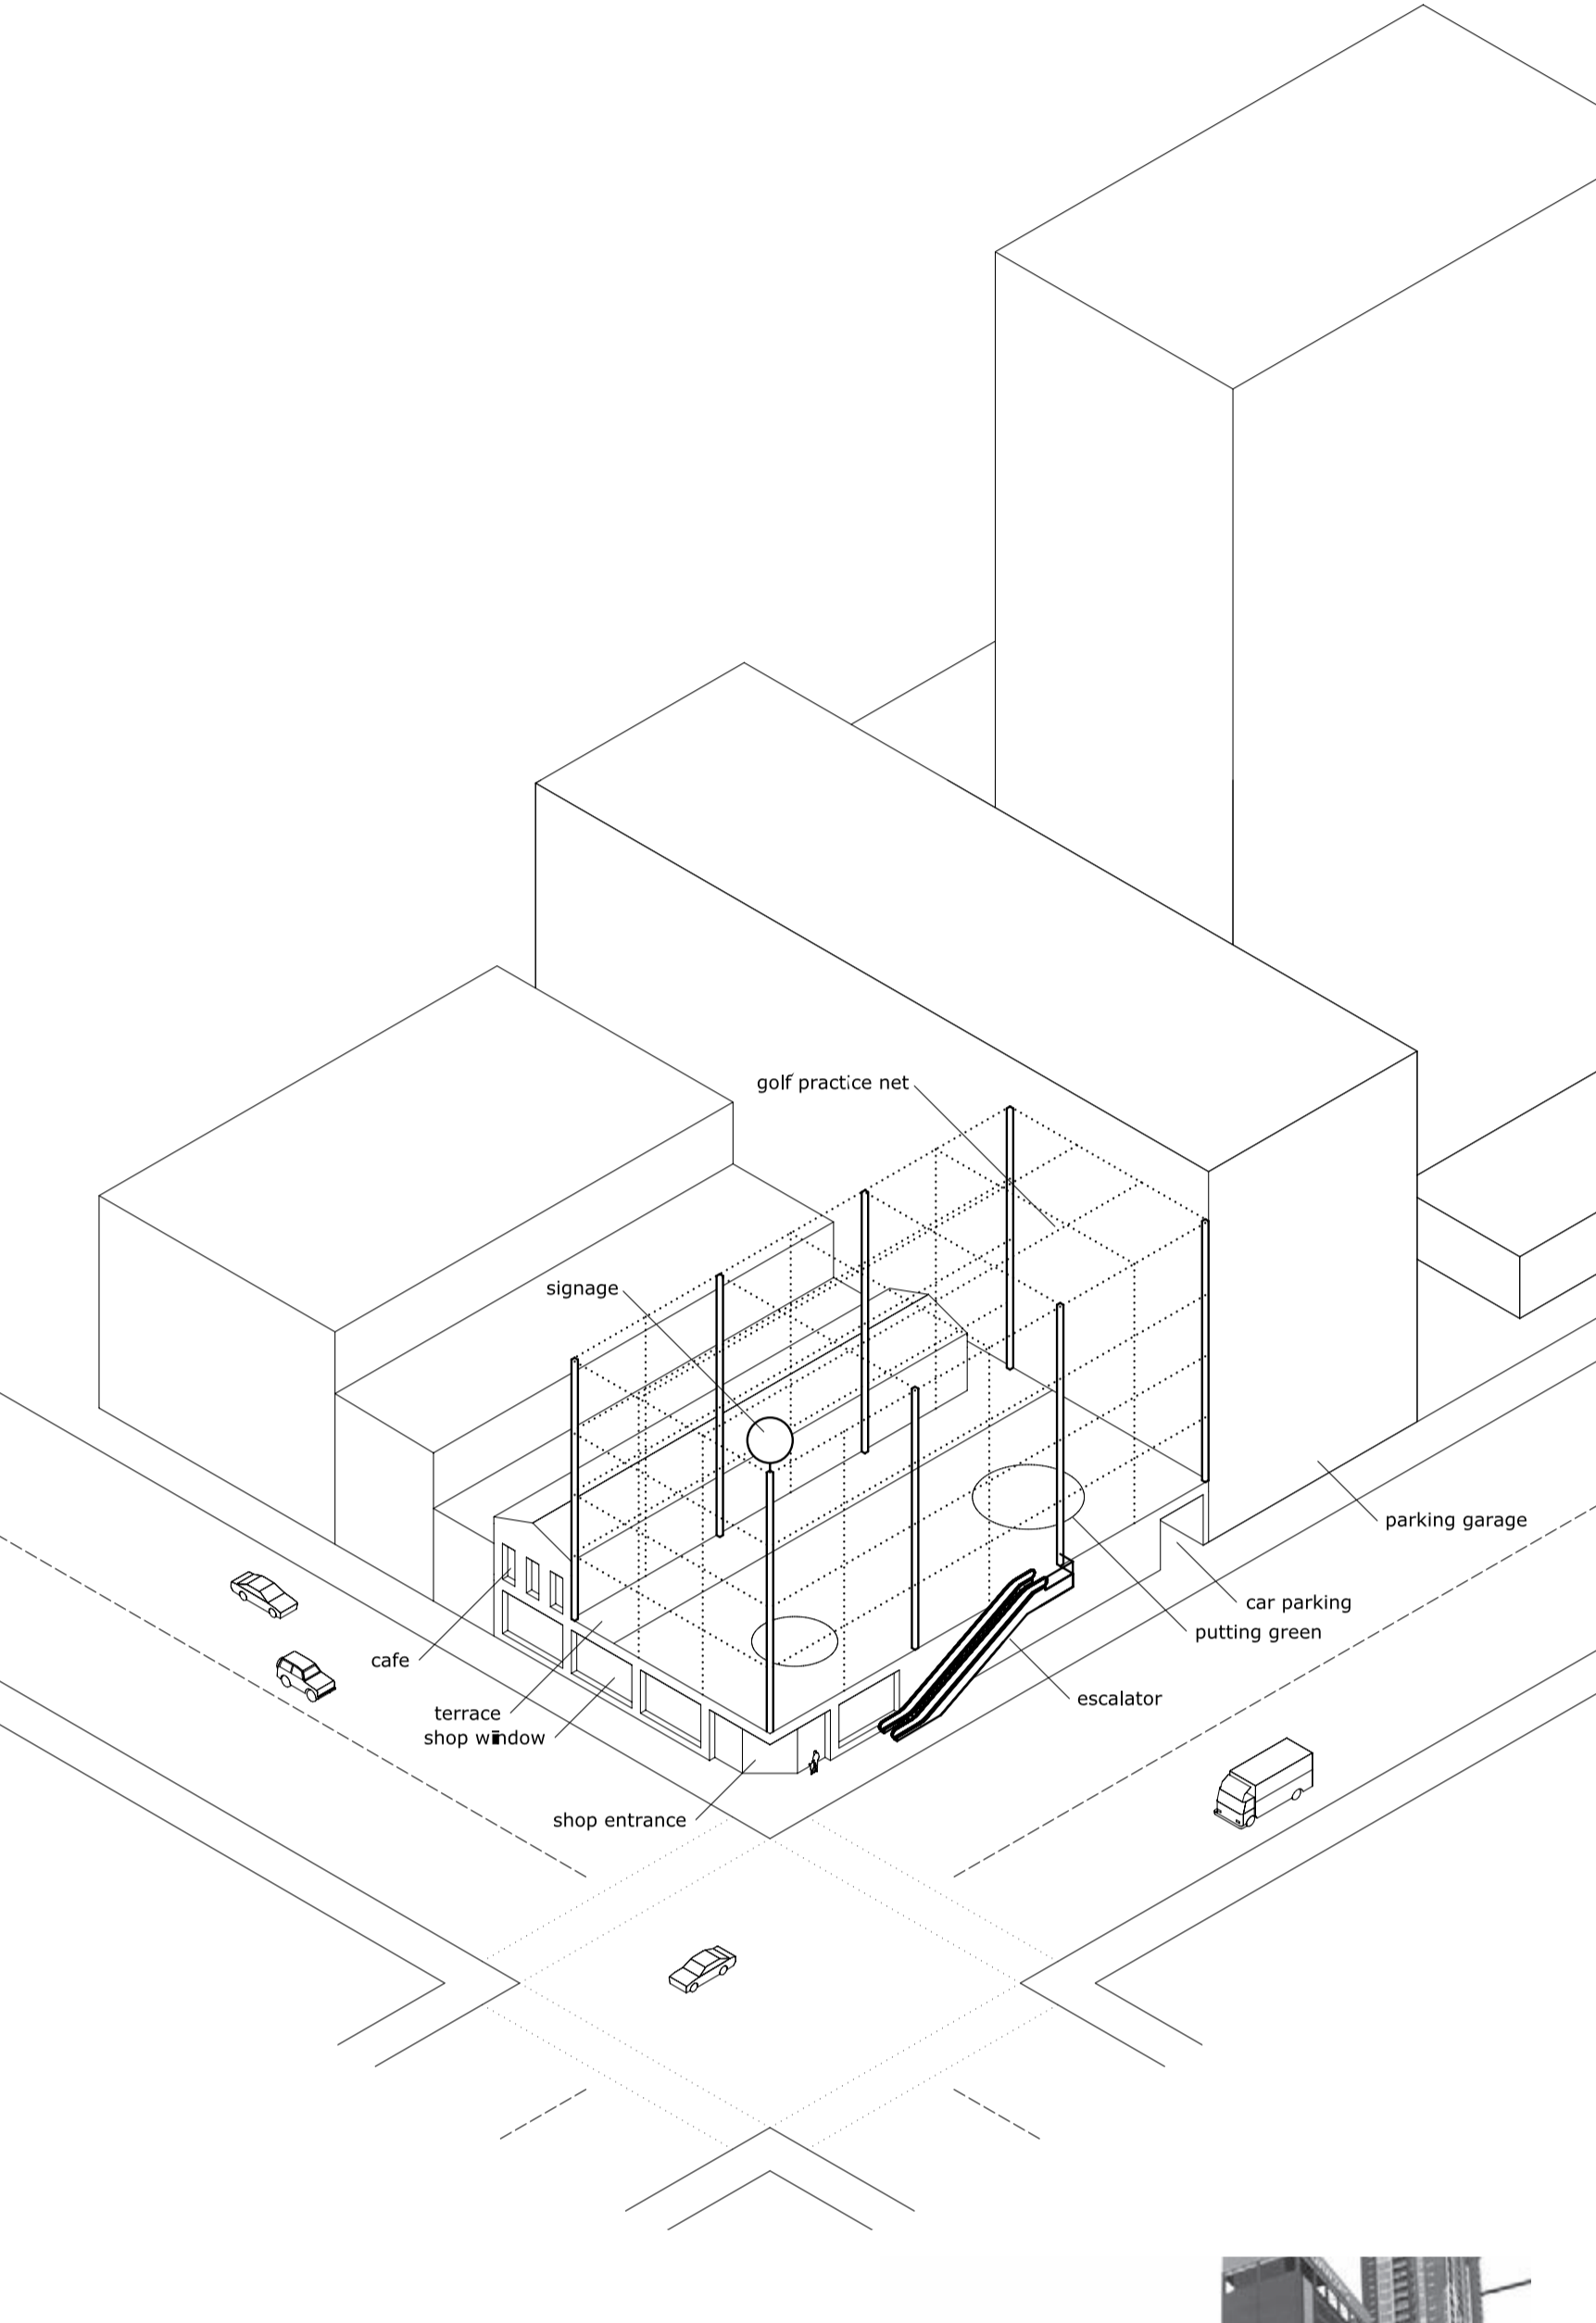 golf practice net
signage
parking garage
car parking
putting green
cafe
escalator
terrace
shop window
shop entrance